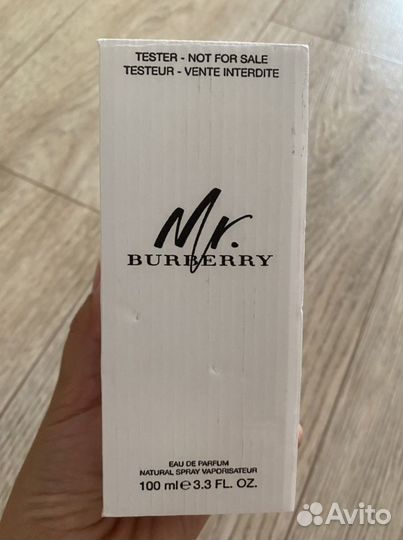 TESTER - NOT FOR SALE
TESTEUR - VENTE INTERDITE
Mr.
BURBERRY
EAU DE PARFUM
NATURAL SPRAY VAPORISATEUR
100 ml e 3.3 FL. OZ.
Avito